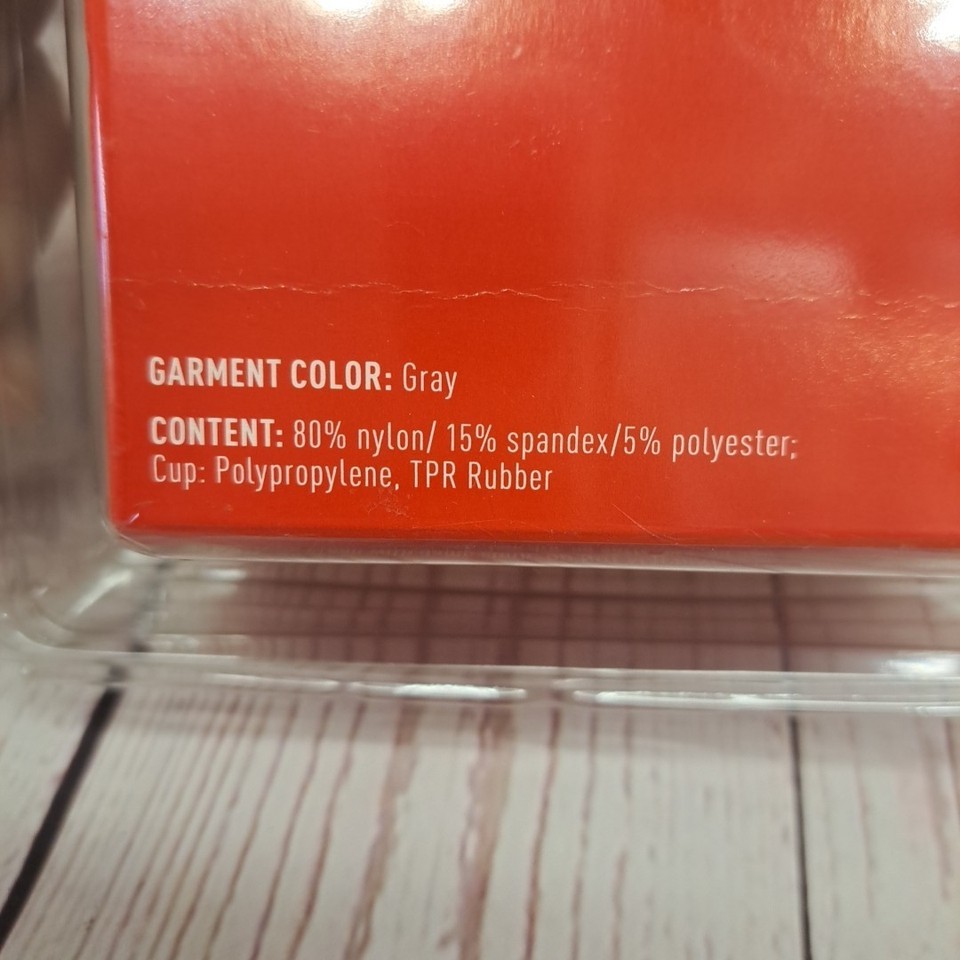 GARMENT COLOR: Gray
CONTENT: 80% nylon/ 15% spandex/5% polyester;
Cup: Polypropylene, TPR Rubber